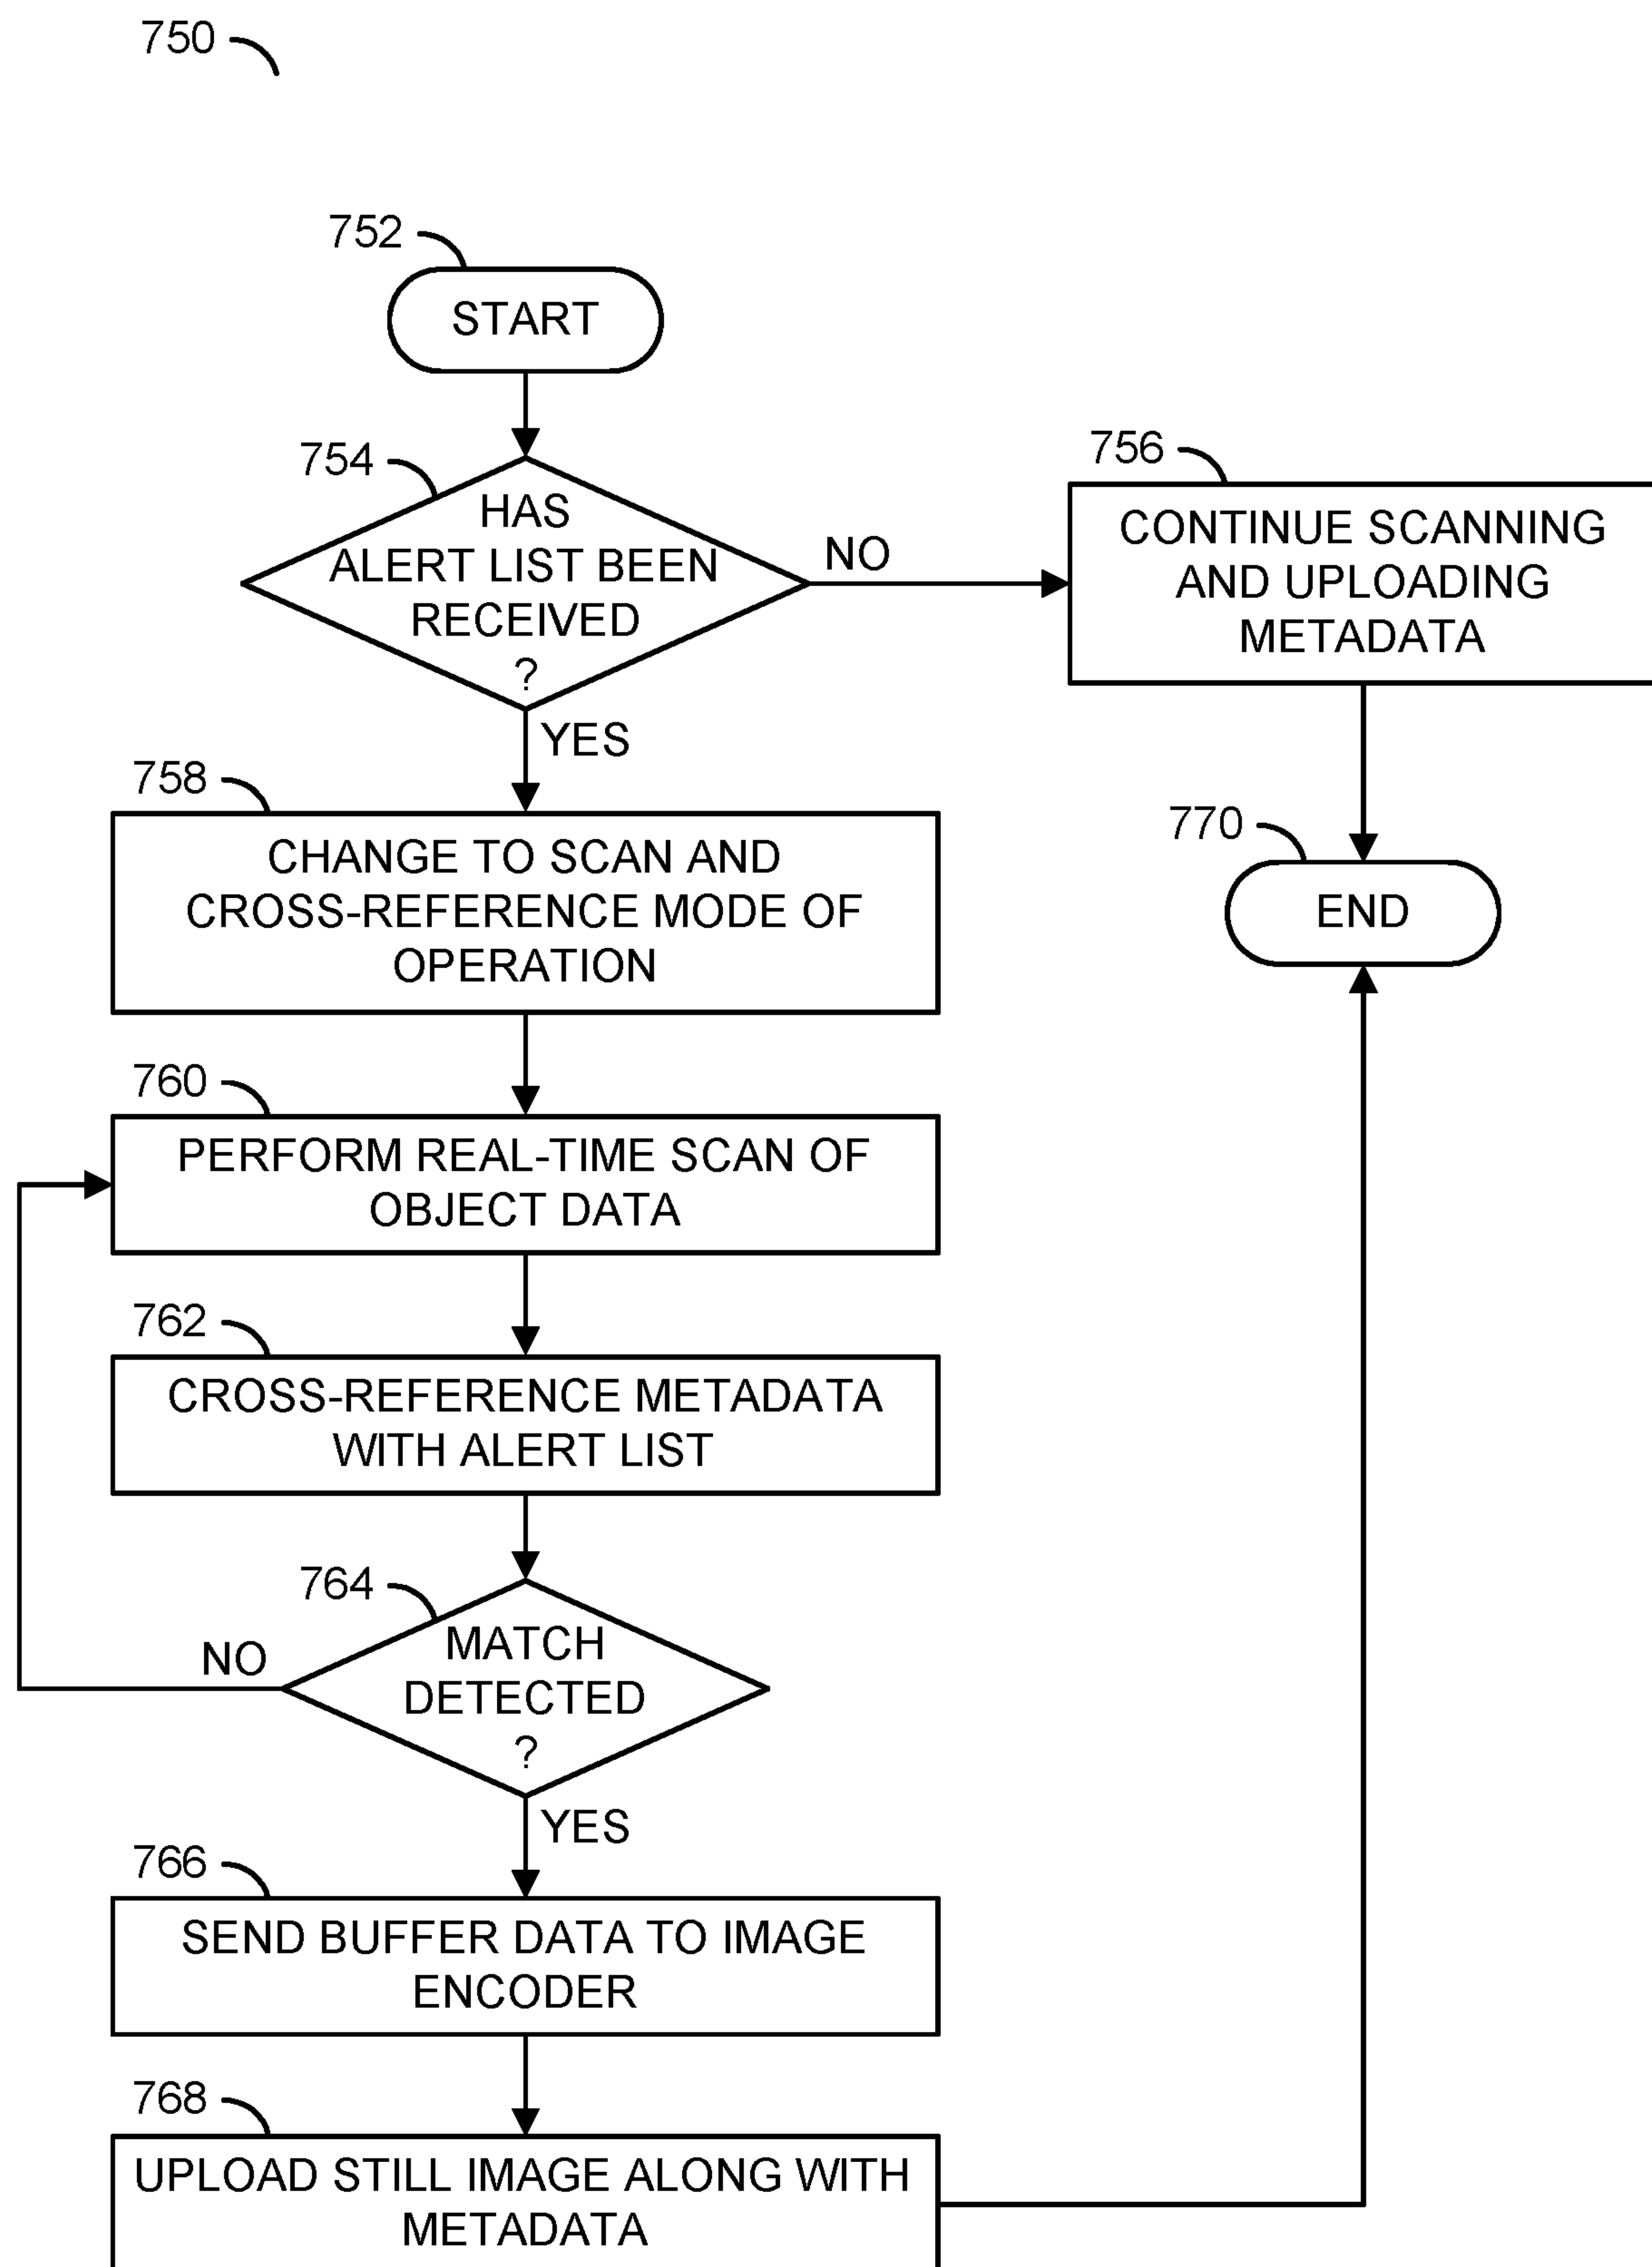 750
752
START
754
HAS
ALERT LIST BEEN
RECEIVED
?
NO
756
CONTINUE SCANNING
AND UPLOADING
METADATA
YES
758
CHANGE TO SCAN AND
CROSS-REFERENCE MODE OF
OPERATION
770
END
760
PERFORM REAL-TIME SCAN OF
OBJECT DATA
762
CROSS-REFERENCE METADATA
WITH ALERT LIST
764
MATCH
DETECTED
?
NO
YES
766
SEND BUFFER DATA TO IMAGE
ENCODER
768
UPLOAD STILL IMAGE ALONG WITH
METADATA